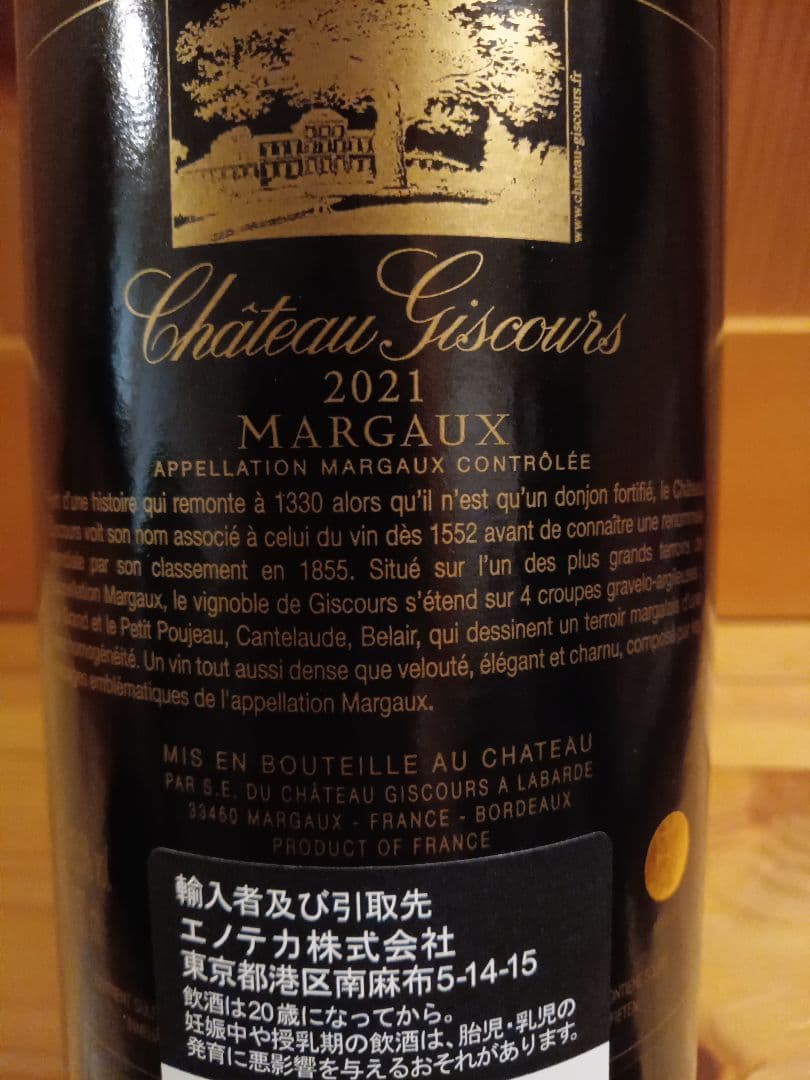 www.chateau-giscours.fr
Château Giscours
2021
MARGAUX
APPELLATION MARGAUX CONTRÔLÉE
d'une histoire qui remonte à 1330 alors qu'il n'est qu'un donjon fortifié, le
voit son nom associé à celui du vin dès 1552 avant de connaître une
par son classement en 1855. Situé sur l'un des plus grands terroirs
Margaux, le vignoble de Giscours s'étend sur 4 croupes gravelo-argileuses
et le Petit Poujeau, Cantelaude, Belair, qui dessinent un terroir margalais
homogénéité. Un vin tout aussi dense que velouté, élégant et charnu, composé
emblématiques de l'appellation Margaux.
MIS EN BOUTEILLE AU CHATEAU
PAR S.E. DU CHÂTEAU GISCOURS A LABARDE
33460 MARGAUX - FRANCE - BORDEAUX
PRODUCT OF FRANCE
輸入者及び引取先
エノテカ株式会社
東京都港区南麻布5-14-15
飲酒は20歳になってから。
妊娠中や授乳期の飲酒は、胎児・乳児の
発育に悪影響を与えるおそれがあります。